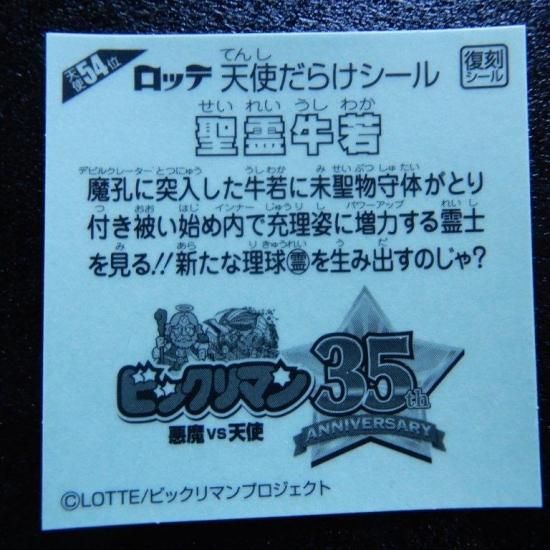 天使54位
ロッテ 天使だらけシール
てんし
復刻
シール
せい れい うし わか
聖霊牛若
デビルクレーター とつにゅう うしわか み せいぶつ しゅたい
魔孔に突入した牛若に未聖物守体がとり
つ おお はじ インナー じゅうりし パワーアップ れいし
付き被い始め内で充理姿に増力する霊士
み あら りきゅうれい う だ
を見る!!新たな理球㊢を生み出すのじゃ?
ビックリマン
悪魔VS天使
35th
ANNIVERSARY
©LOTTE/ビックリマンプロジェクト